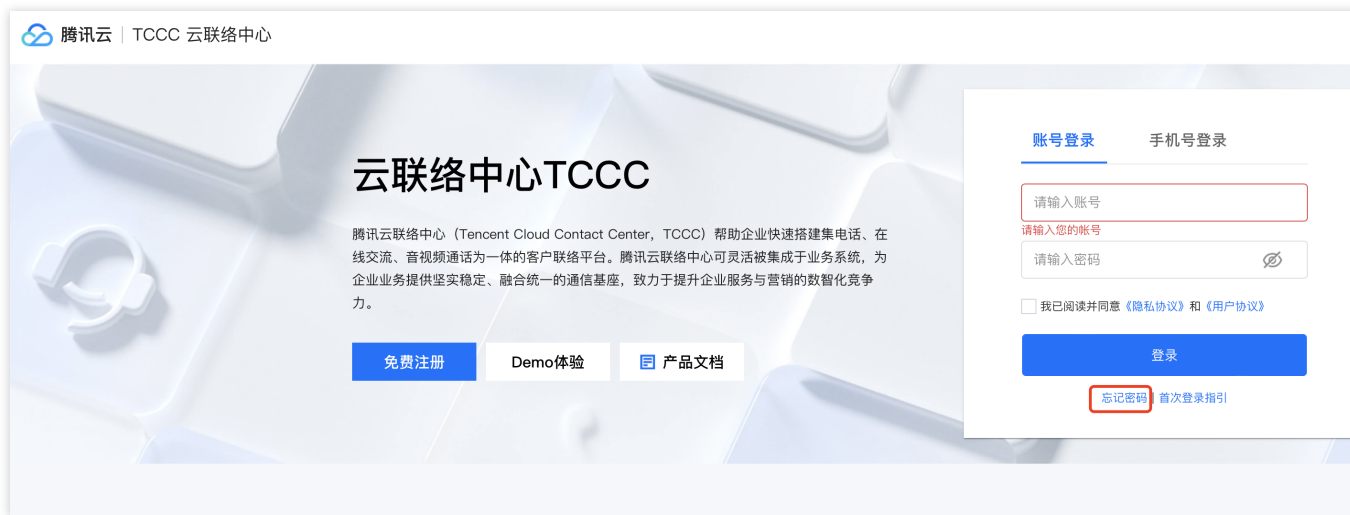 腾讯云 | TCCC 云联络中心
云联络中心TCCC
腾讯云联络中心（Tencent Cloud Contact Center，TCCC）帮助企业快速搭建集电话、在
线交流、音视频通话为一体的客户联络平台。腾讯云联络中心可灵活被集成于业务系统，为
企业业务提供坚实稳定、融合统一的通信基座，致力于提升企业服务与营销的数智化竞争
力。
免费注册 Demo体验 产品文档
账号登录 手机号登录
请输入账号
请输入您的帐号
请输入密码
我已阅读并同意《隐私协议》和《用户协议》
登录
忘记密码 | 首次登录指引